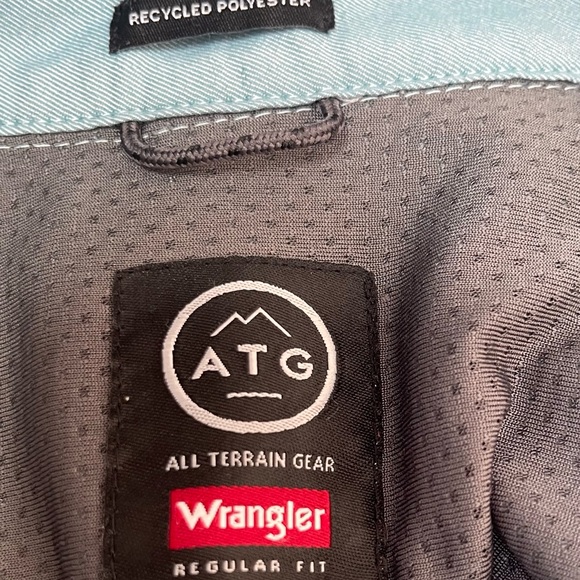 RECYCLED POLYESTER
ATG
ALL TERRAIN GEAR
Wrangler
REGULAR FIT